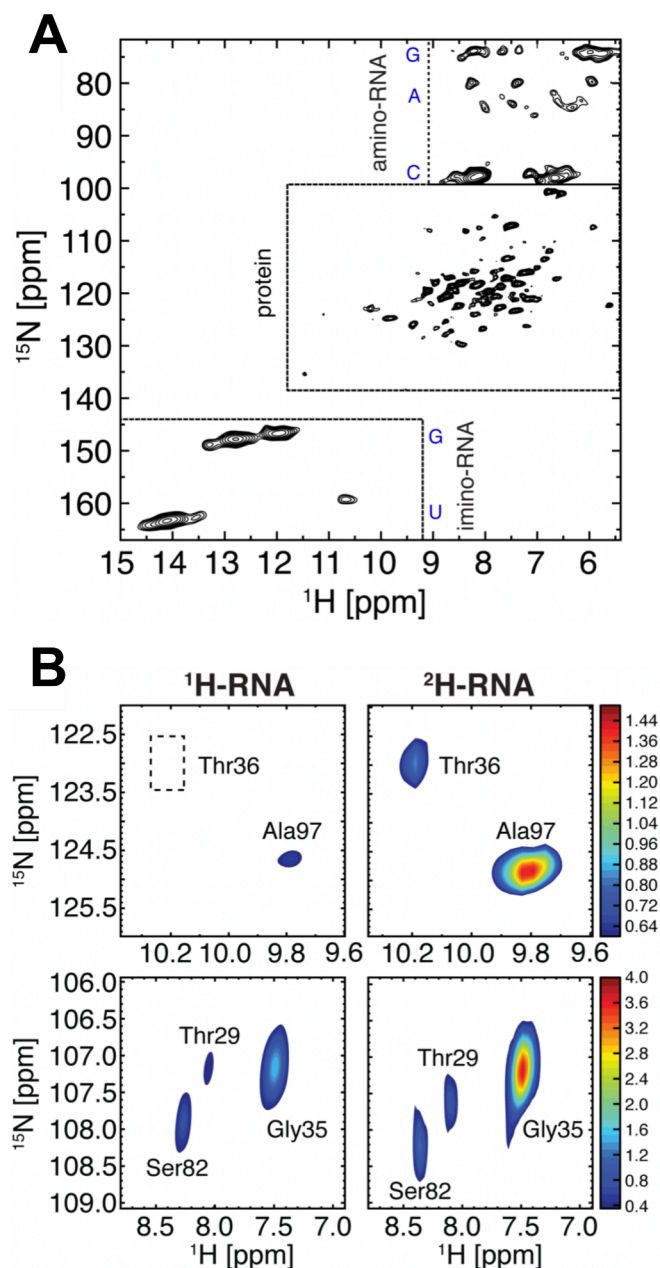 A
80
90
100
110
120
130
140
150
160
15N [ppm]
G
A
C
amino-RNA
protein
G
U
imino-RNA
15 14 13 12 11 10 9 8 7 6
1H [ppm]
B
1H-RNA
2H-RNA
122.5
123.5
124.5
125.5
15N [ppm]
Thr36
Ala97
10.2 10.0 9.8 9.6
Thr36
Ala97
10.2 10.0 9.8 9.6
1.44
1.36
1.28
1.20
1.12
1.04
0.96
0.88
0.80
0.72
0.64
106.0
106.5
107.0
107.5
108.0
108.5
109.0
15N [ppm]
Thr29
Gly35
Ser82
8.5 8.0 7.5 7.0
1H [ppm]
Thr29
Gly35
Ser82
8.5 8.0 7.5 7.0
1H [ppm]
4.0
3.6
3.2
2.8
2.4
2.0
1.6
1.2
0.8
0.4